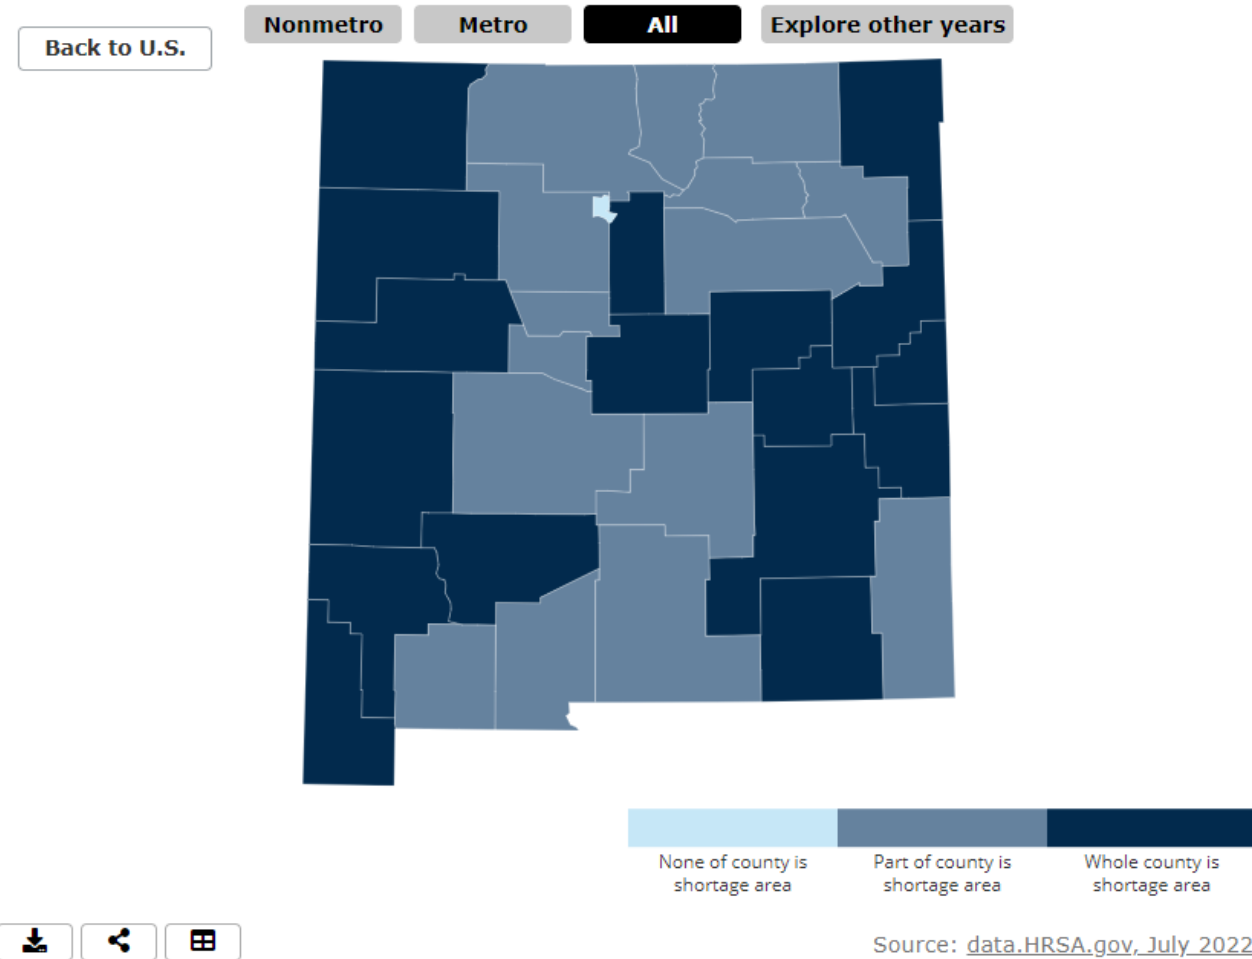 Nonmetro
Metro
All
Explore other years
Back to U.S.
None of county is
shortage area
Part of county is
shortage area
Whole county is
shortage area
Source: data.HRSA.gov, July 2022